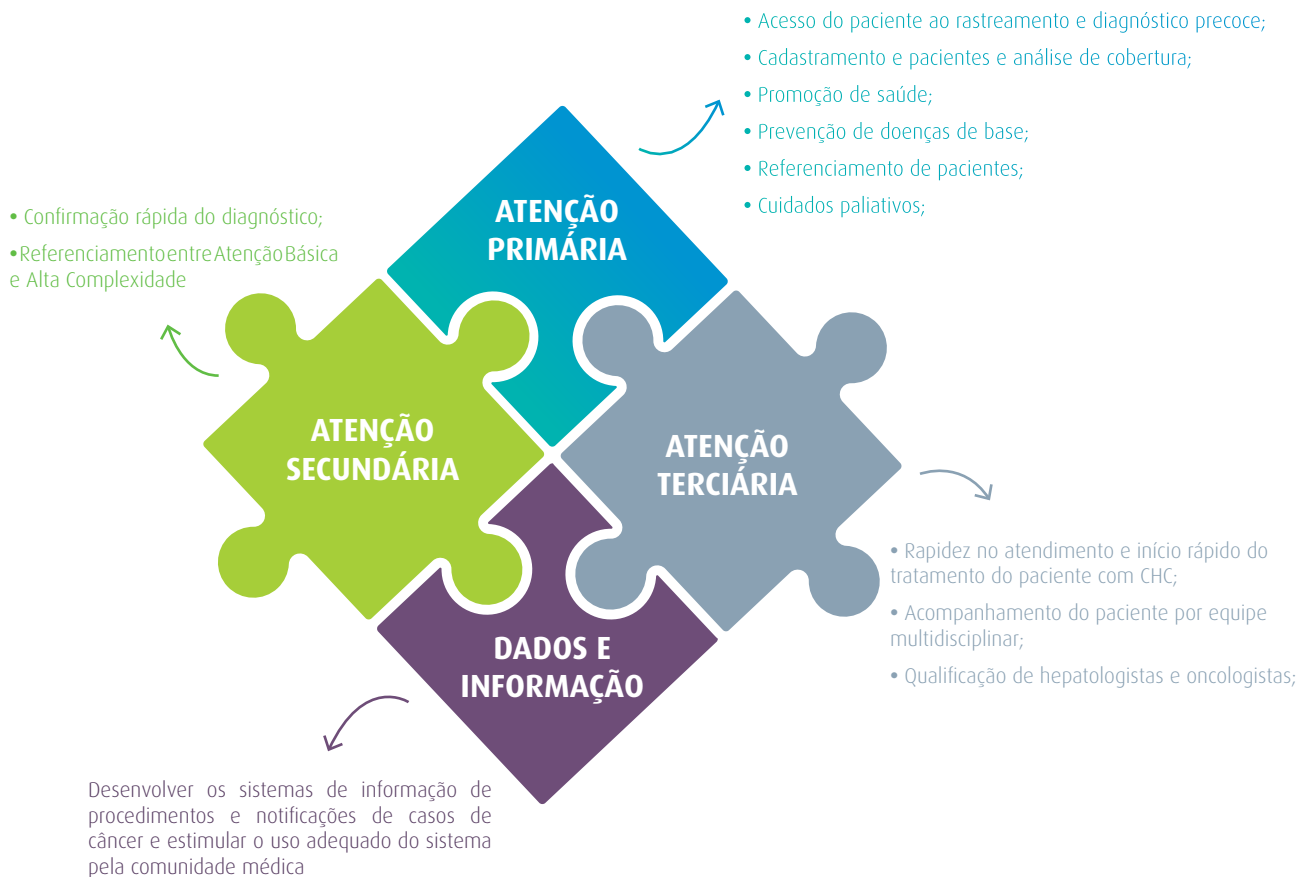 • Acesso do paciente ao rastreamento e diagnóstico precoce;
• Cadastramento e pacientes e análise de cobertura;
• Promoção de saúde;
• Prevenção de doenças de base;
• Referenciamento de pacientes;
• Cuidados paliativos;
ATENÇÃO
PRIMÁRIA
• Confirmação rápida do diagnóstico;
• Referenciamento entre Atenção Básica
e Alta Complexidade
ATENÇÃO
SECUNDÁRIA
ATENÇÃO
TERCIÁRIA
• Rapidez no atendimento e início rápido do
tratamento do paciente com CHC;
• Acompanhamento do paciente por equipe
multidisciplinar;
• Qualificação de hepatologistas e oncologistas;
DADOS E
INFORMAÇÃO
Desenvolver os sistemas de informação de
procedimentos e notificações de casos de
câncer e estimular o uso adequado do sistema
pela comunidade médica